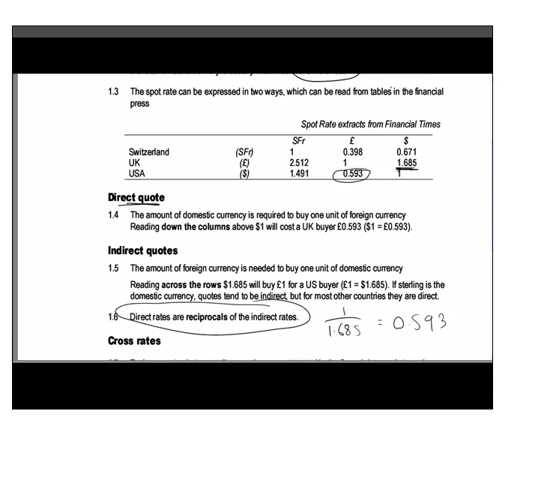 1.3 The spot rate can be expressed in two ways, which can be read from tables in the financial
press
Spot Rate extracts from Financial Times
SFr £ $
Switzerland (SFr) 1 0.398 0.671
UK (£) 2.512 1 1.685
USA ($) 1.491 0.593 1
Direct quote
1.4 The amount of domestic currency is required to buy one unit of foreign currency
Reading down the columns above $1 will cost a UK buyer £0.593 ($1 = £0.593).
Indirect quotes
1.5 The amount of foreign currency is needed to buy one unit of domestic currency
Reading across the rows $1.685 will buy £1 for a US buyer (£1 = $1.685). If sterling is the
domestic currency, quotes tend to be indirect, but for most other countries they are direct.
1.6 Direct rates are reciprocals of the indirect rates.
1
1.685 = 0.593
Cross rates